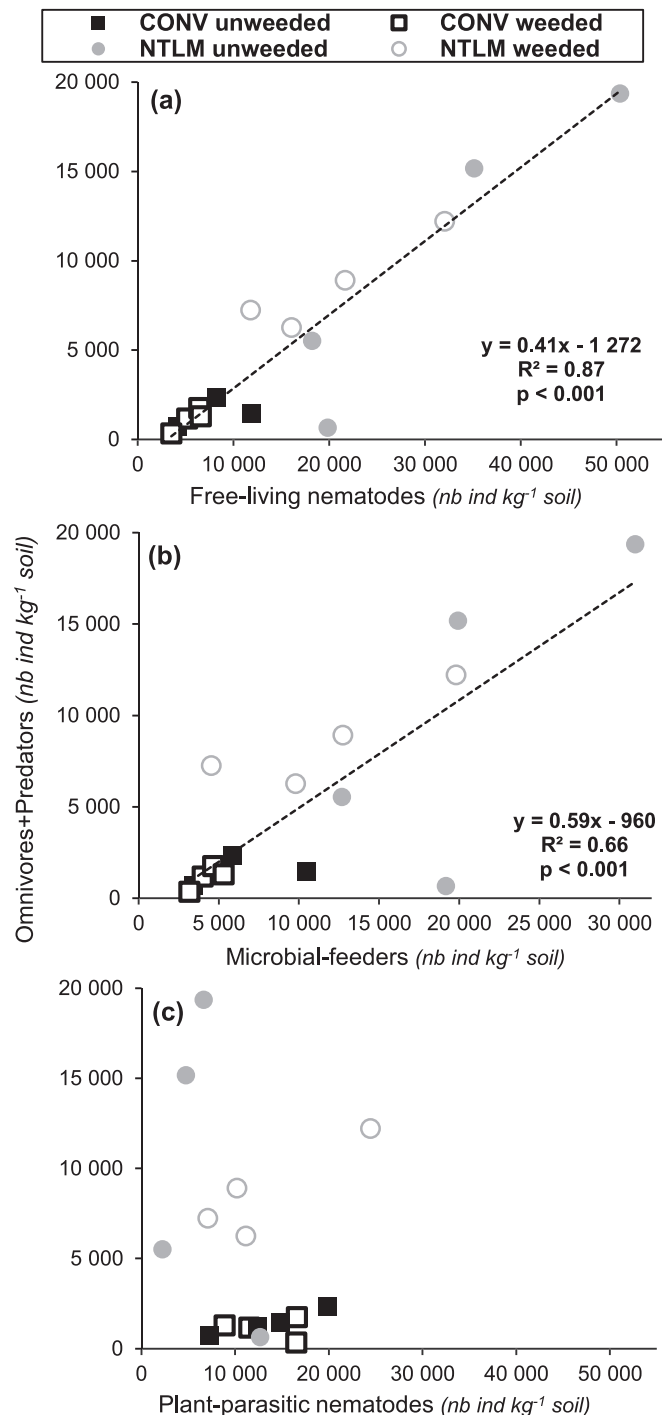 CONV unweeded CONV weeded
NTLM unweeded NTLM weeded
(a)
20 000
15 000
10 000
5 000
0
y = 0.41x - 1 272
R² = 0.87
p < 0.001
0 10 000 20 000 30 000 40 000 50 000
Free-living nematodes (nb ind kg⁻¹ soil)
(b)
20 000
15 000
10 000
5 000
0
y = 0.59x - 960
R² = 0.66
p < 0.001
0 5 000 10 000 15 000 20 000 25 000 30 000
Microbial-feeders (nb ind kg⁻¹ soil)
Omnivores+Predators (nb ind kg⁻¹ soil)
(c)
20 000
15 000
10 000
5 000
0
0 10 000 20 000 30 000 40 000 50 000
Plant-parasitic nematodes (nb ind kg⁻¹ soil)